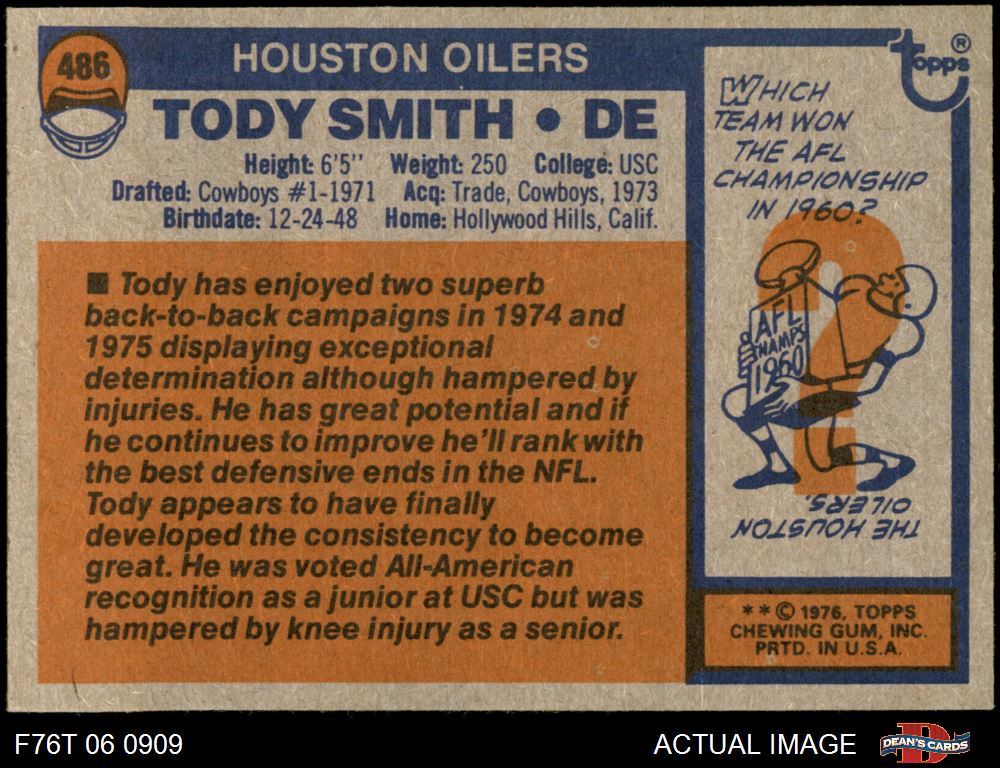 486
HOUSTON OILERS
TODY SMITH • DE
Height: 6'5'' Weight: 250 College: USC
Drafted: Cowboys #1-1971 Acq: Trade, Cowboys, 1973
Birthdate: 12-24-48 Home: Hollywood Hills, Calif.
■ Tody has enjoyed two superb
back-to-back campaigns in 1974 and
1975 displaying exceptional
determination although hampered by
injuries. He has great potential and if
he continues to improve he'll rank with
the best defensive ends in the NFL.
Tody appears to have finally
developed the consistency to become
great. He was voted All-American
recognition as a junior at USC but was
hampered by knee injury as a senior.
topps ®
WHICH
TEAM WON
THE AFL
CHAMPIONSHIP
IN 1960?
AFL
CHAMPS
1960
THE HOUSTON
OILERS.
** © 1976, TOPPS
CHEWING GUM, INC.
PRTD. IN U.S.A.
F76T 06 0909
ACTUAL IMAGE
DEAN'S CARDS